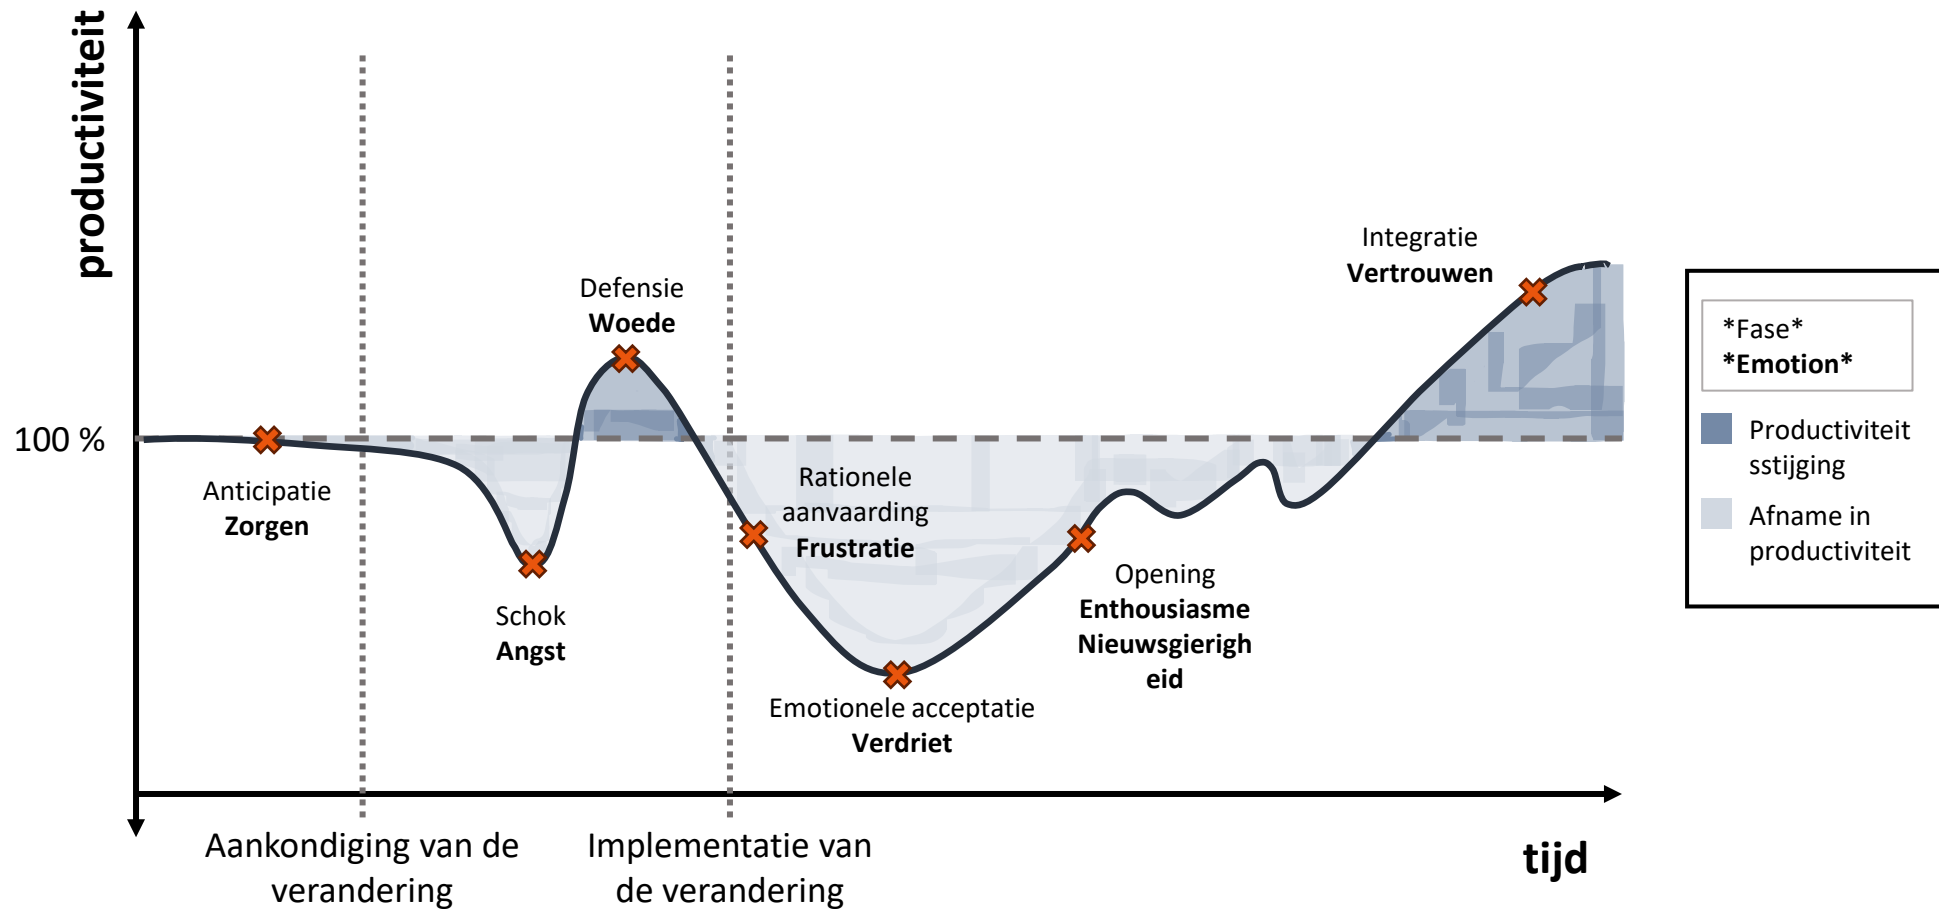 productiviteit
100 %
Anticipatie
Zorgen
Schok
Angst
Defensie
Woede
Rationele
aanvaarding
Frustratie
Emotionele acceptatie
Verdriet
Opening
Enthousiasme
Nieuwsgierigh
eid
Integratie
Vertrouwen
*Fase*
*Emotion*
Productiviteit
sstijging
Afname in
productiviteit
Aankondiging van de
verandering
Implementatie van
de verandering
tijd